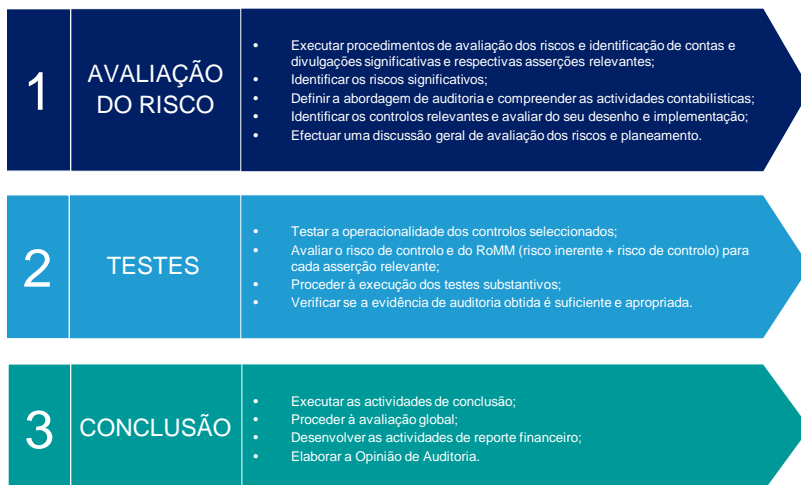 1
AVALIAÇÃO
DO RISCO
• Executar procedimentos de avaliação dos riscos e identificação de contas e
divulgações significativas e respectivas asserções relevantes;
• Identificar os riscos significativos;
• Definir a abordagem de auditoria e compreender as actividades contabilísticas;
• Identificar os controlos relevantes e avaliar do seu desenho e implementação;
• Efectuar uma discussão geral de avaliação dos riscos e planeamento.
2
TESTES
• Testar a operacionalidade dos controlos seleccionados;
• Avaliar o risco de controlo e do RoMM (risco inerente + risco de controlo) para
cada asserção relevante;
• Proceder à execução dos testes substantivos;
• Verificar se a evidência de auditoria obtida é suficiente e apropriada.
3
CONCLUSÃO
• Executar as actividades de conclusão;
• Proceder à avaliação global;
• Desenvolver as actividades de reporte financeiro;
• Elaborar a Opinião de Auditoria.